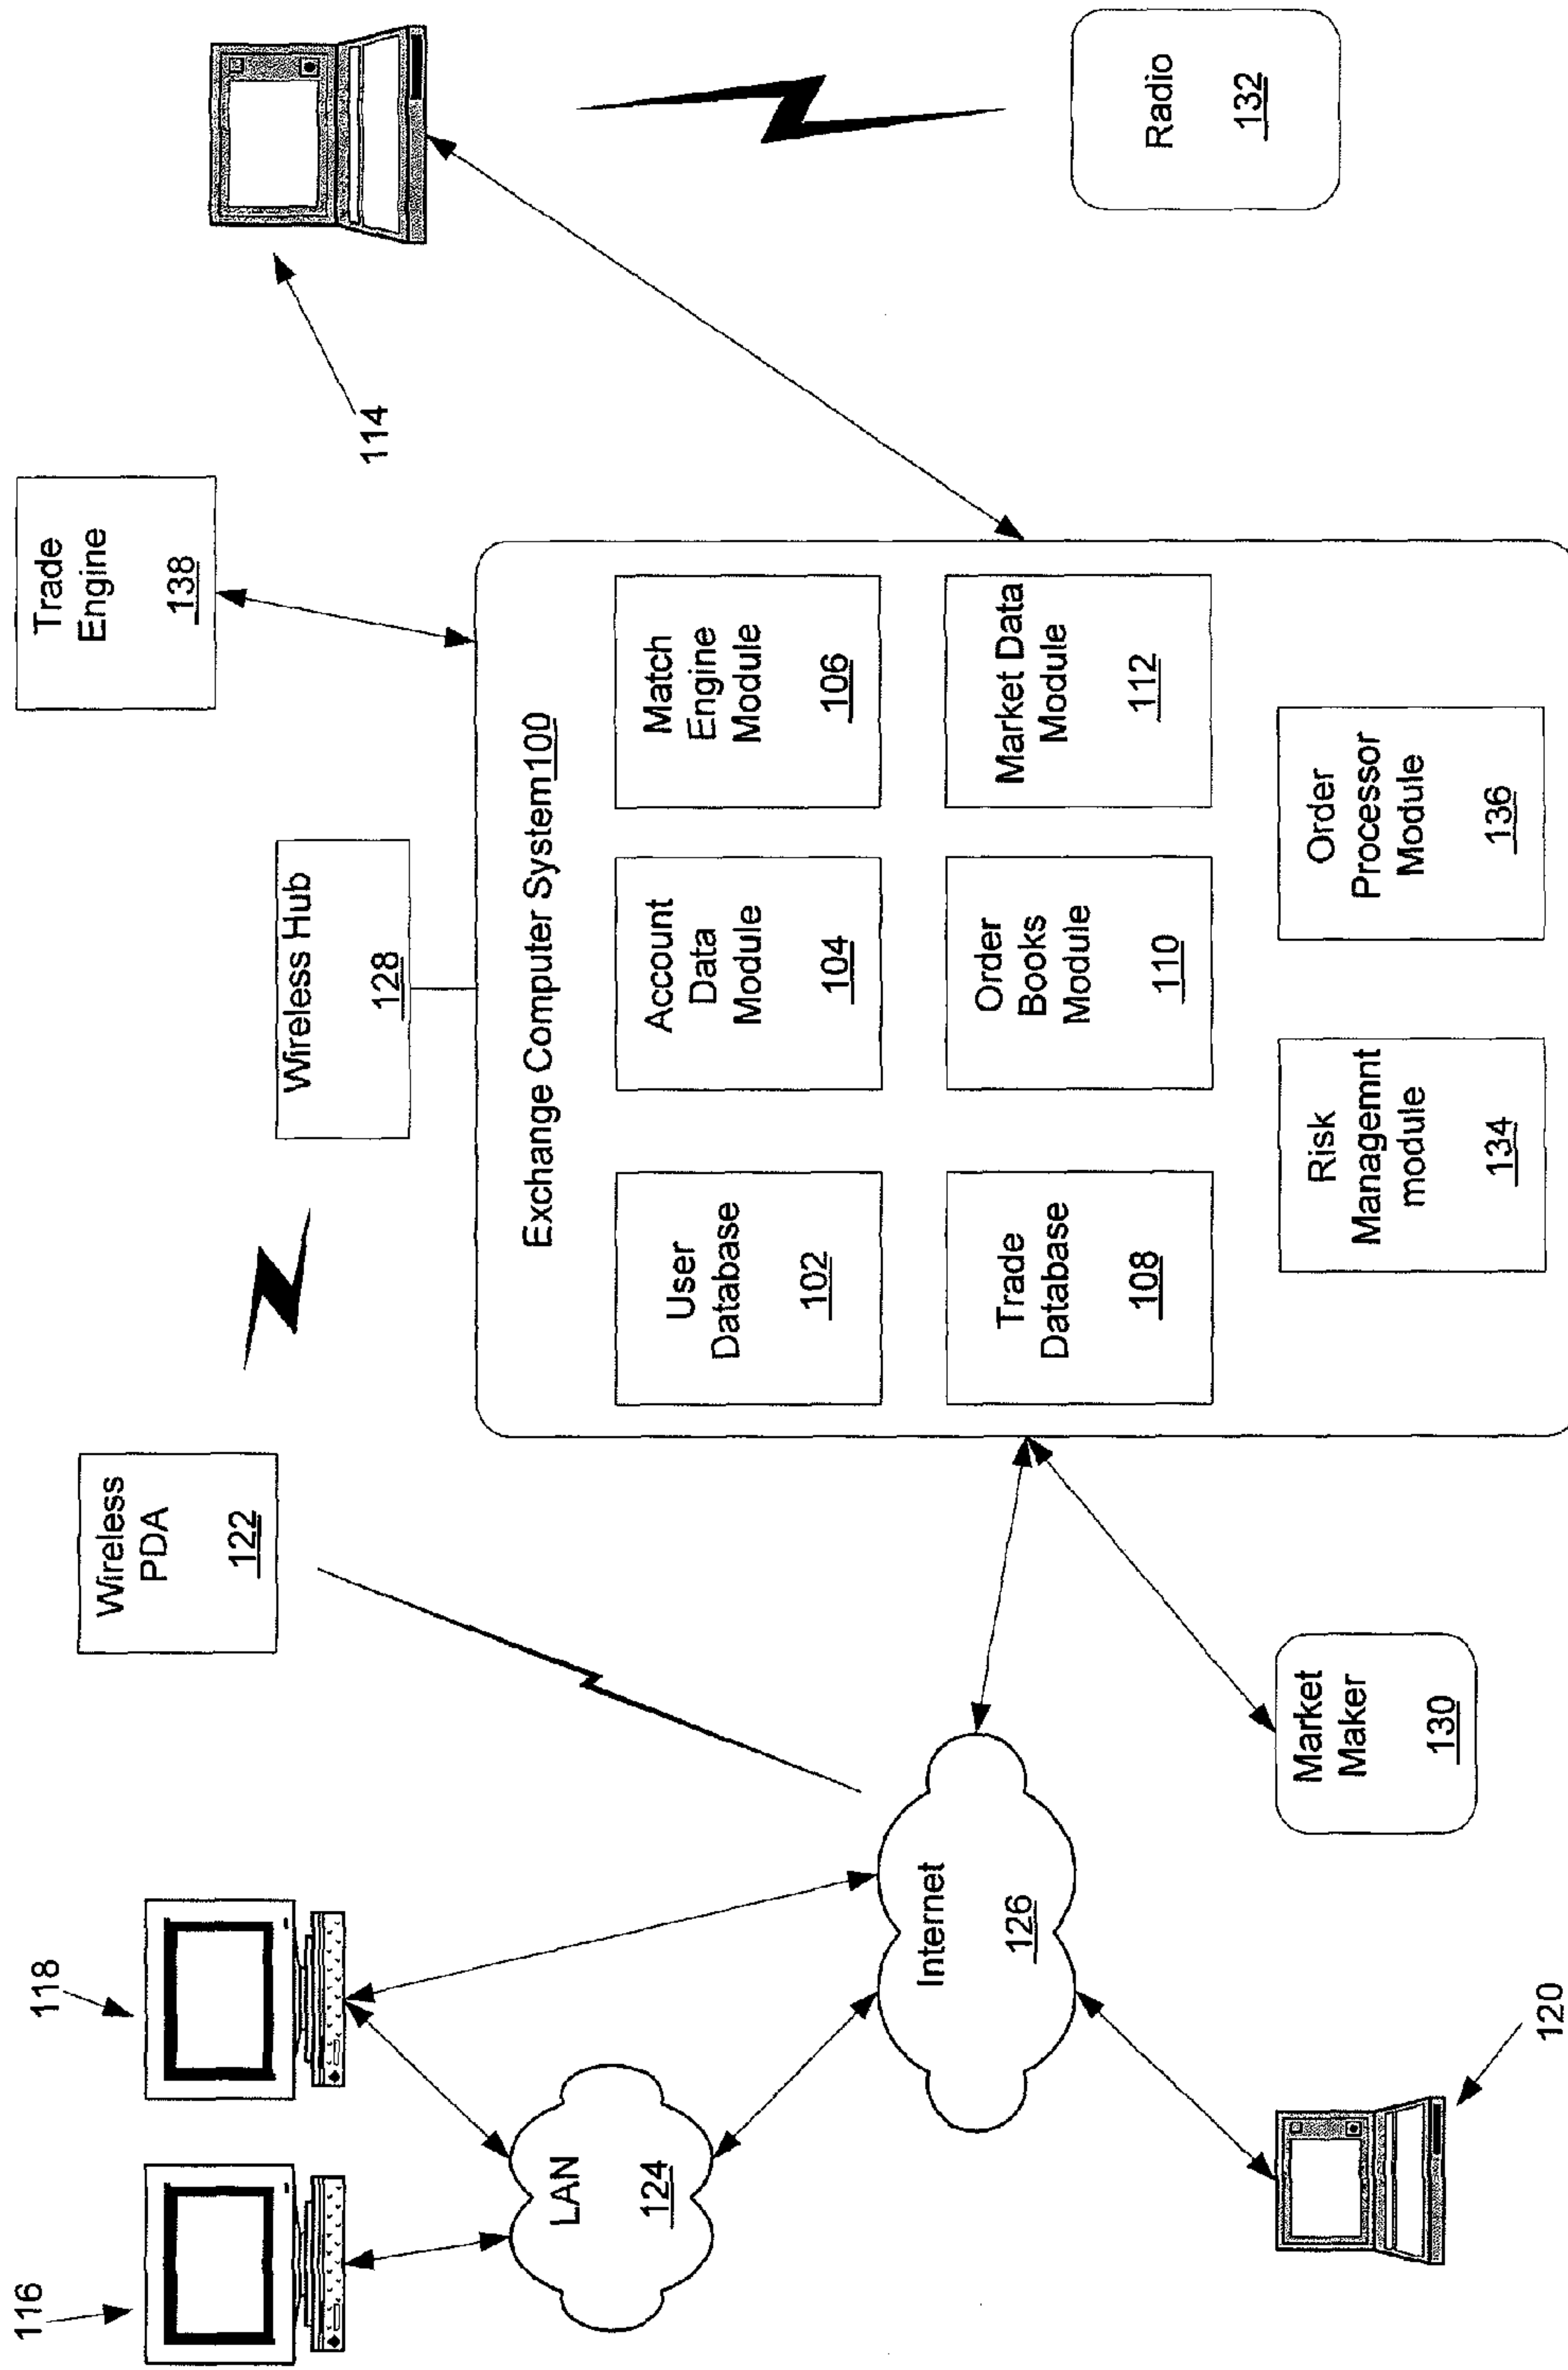 116
118
Wireless
PDA
122
Wireless Hub
128
Trade
Engine
138
114
LAN
124
Internet
126
Exchange Computer System100
User
Database
102
Account
Data
Module
104
Match
Engine
Module
106
Trade
Database
108
Order
Books
Module
110
Market Data
Module
112
Risk
Managemnt
module
134
Order
Processor
Module
136
Market
Maker
130
120
Radio
132